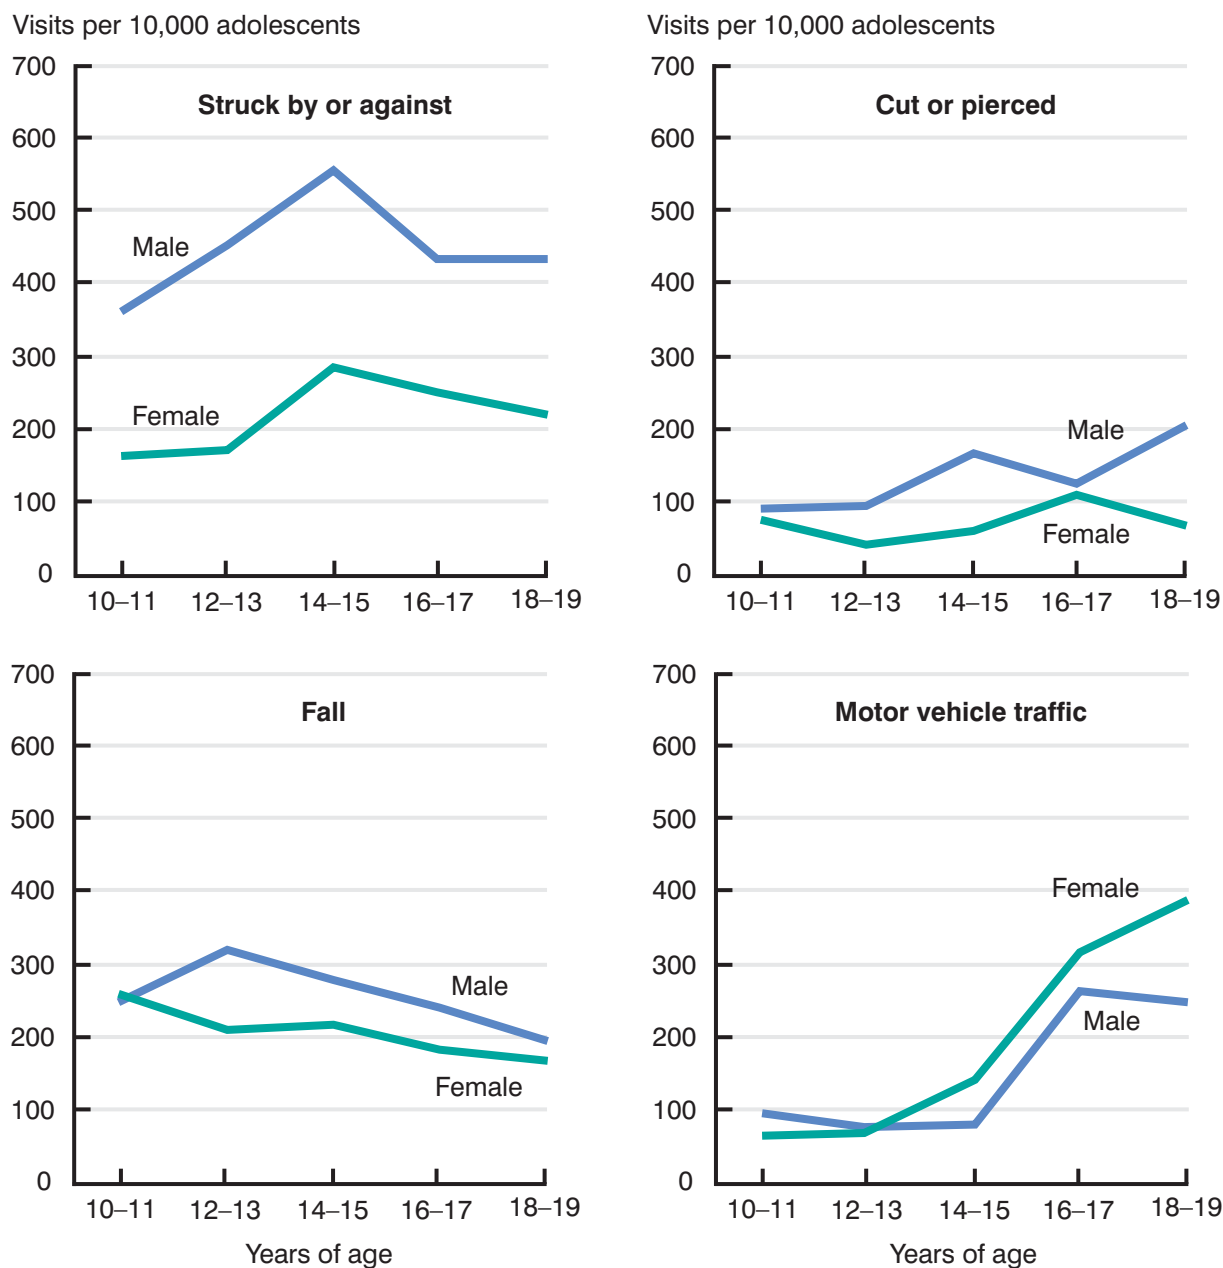 Visits per 10,000 adolescents
700
Struck by or against
600
500
Male
400
300
Female
200
100
0
10–11 12–13 14–15 16–17 18–19
Visits per 10,000 adolescents
700
Cut or pierced
600
500
400
300
200
Male
100
Female
0
10–11 12–13 14–15 16–17 18–19
700
Fall
600
500
400
300
Male
200
Female
100
0
10–11 12–13 14–15 16–17 18–19
Years of age
700
Motor vehicle traffic
600
500
400
Female
300
Male
200
100
0
10–11 12–13 14–15 16–17 18–19
Years of age